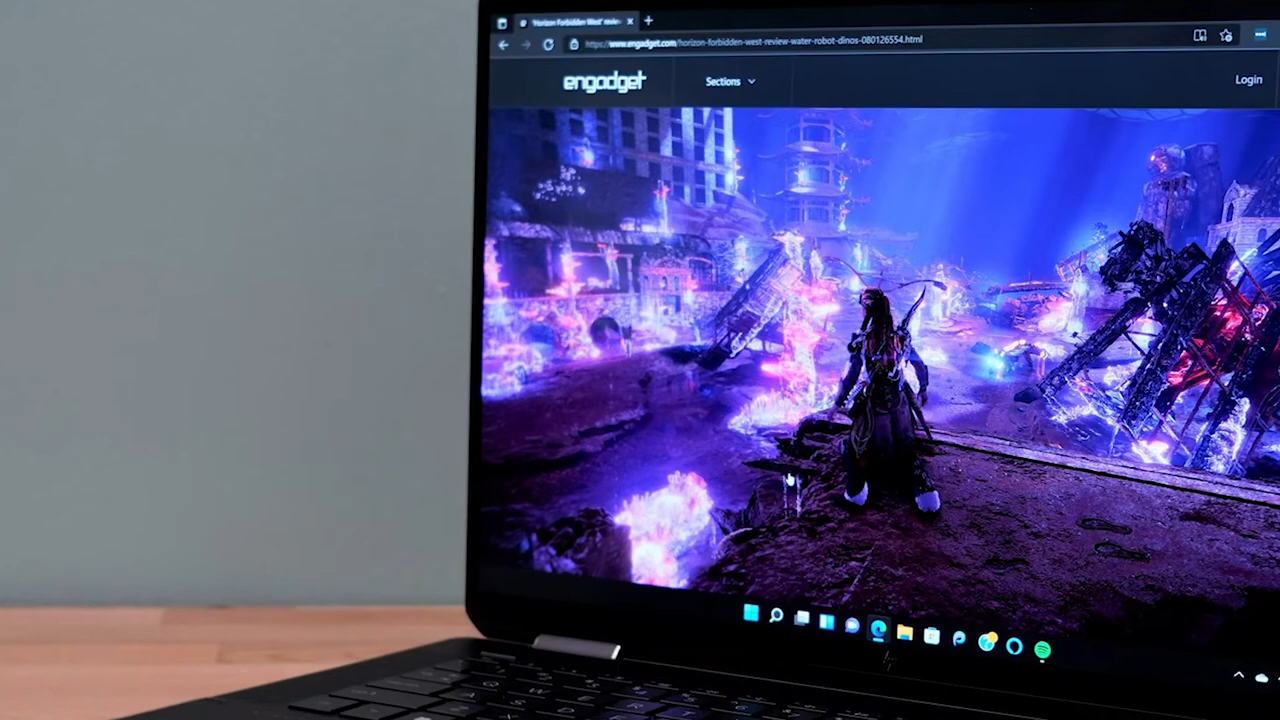 'Horizon Forbidden West' revie
https://www.engadget.com/horizon-forbidden-west-review-water-robot-dinos-080126554.html
engadget
Sections
Login
hp
Q W